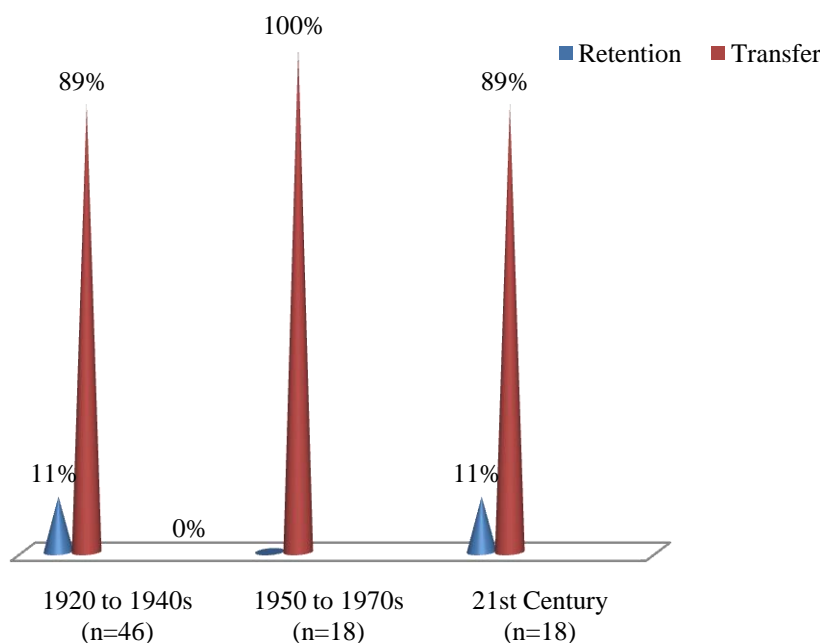 100%
Retention
Transfer
89%
89%
11%
11%
0%
1920 to 1940s
(n=46)
1950 to 1970s
(n=18)
21st Century
(n=18)